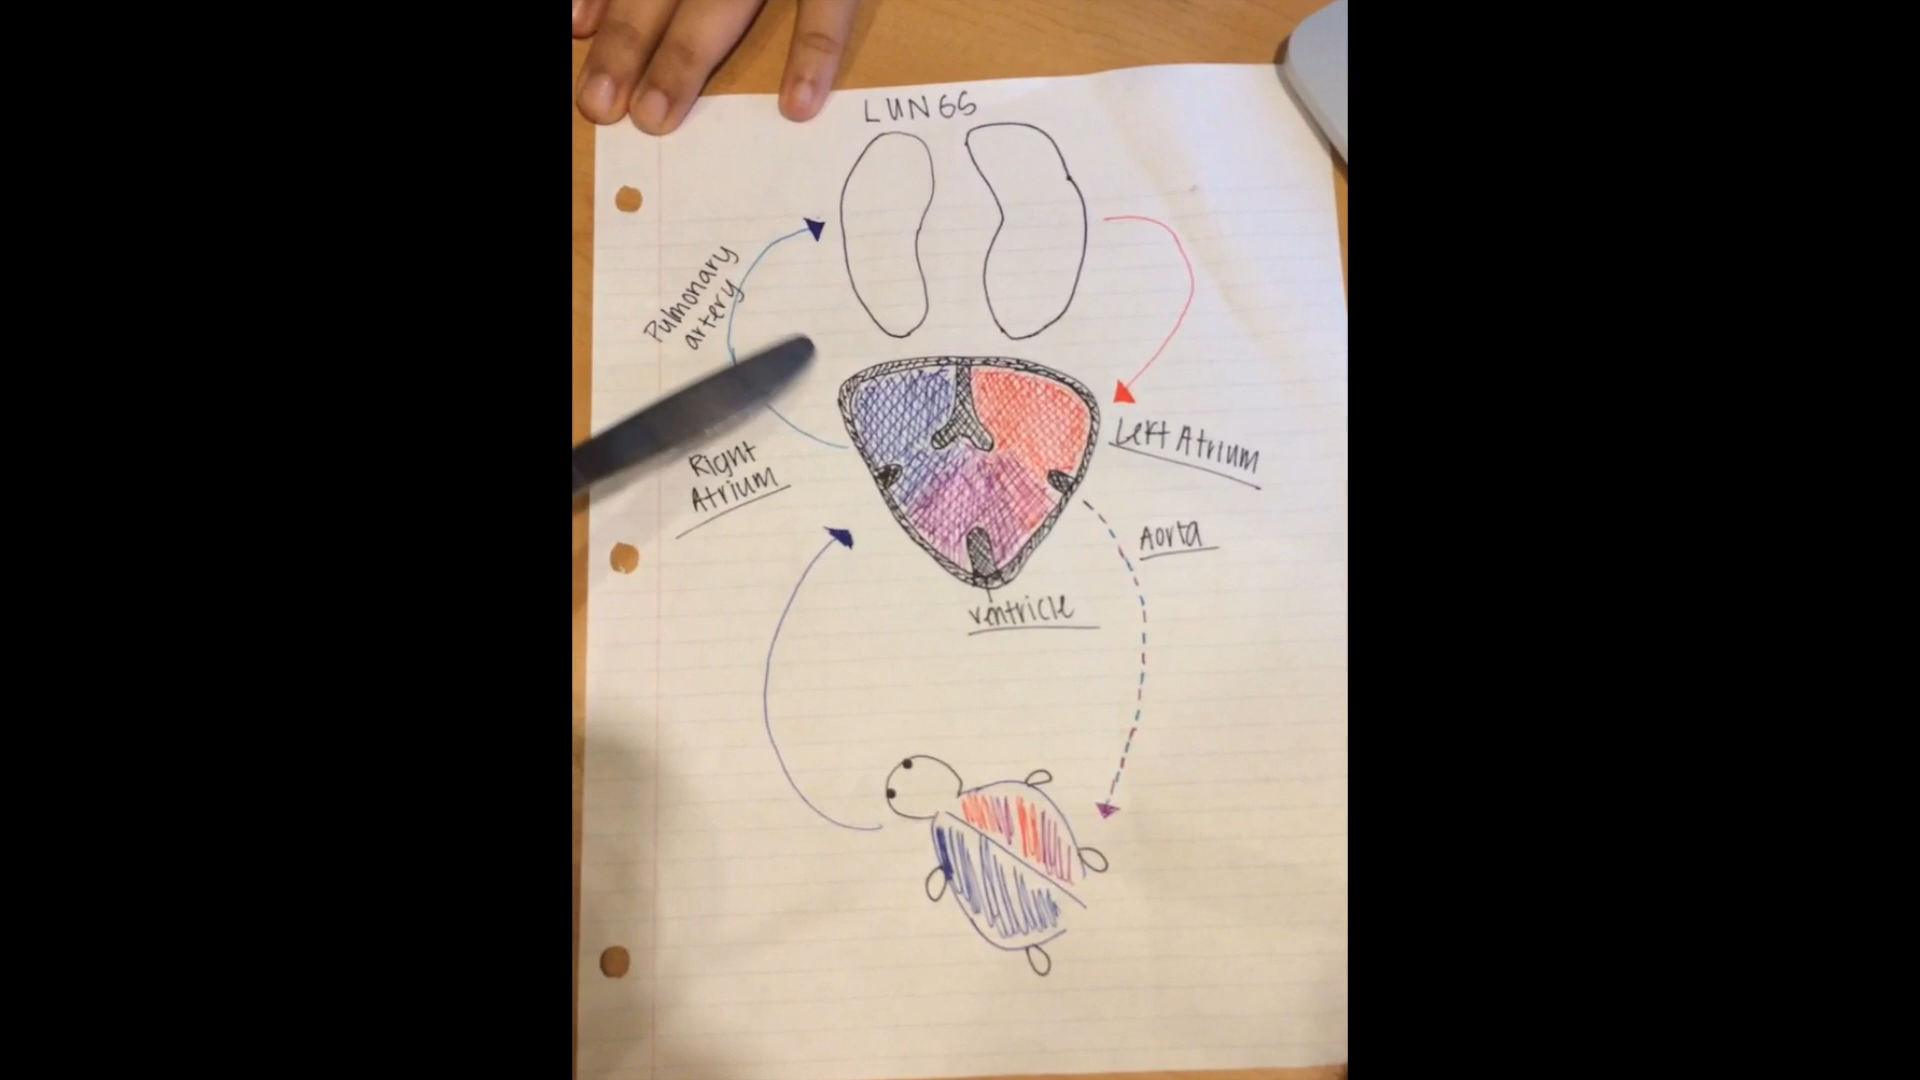 LUNGS
Pulmonary
artery
Right
Atrium
Left Atrium
Aorta
ventricle